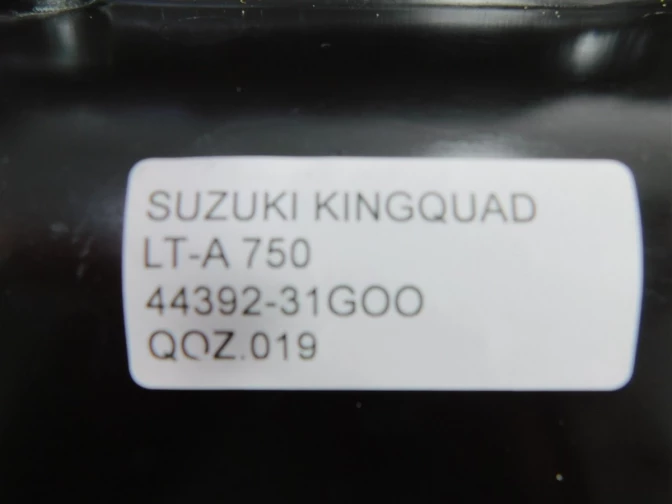 SUZUKI KINGQUAD
LT-A 750
44392-31GOO
QOZ.019